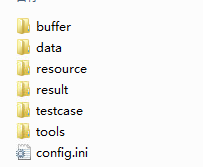 buffer
data
resource
result
testcase
tools
config.ini